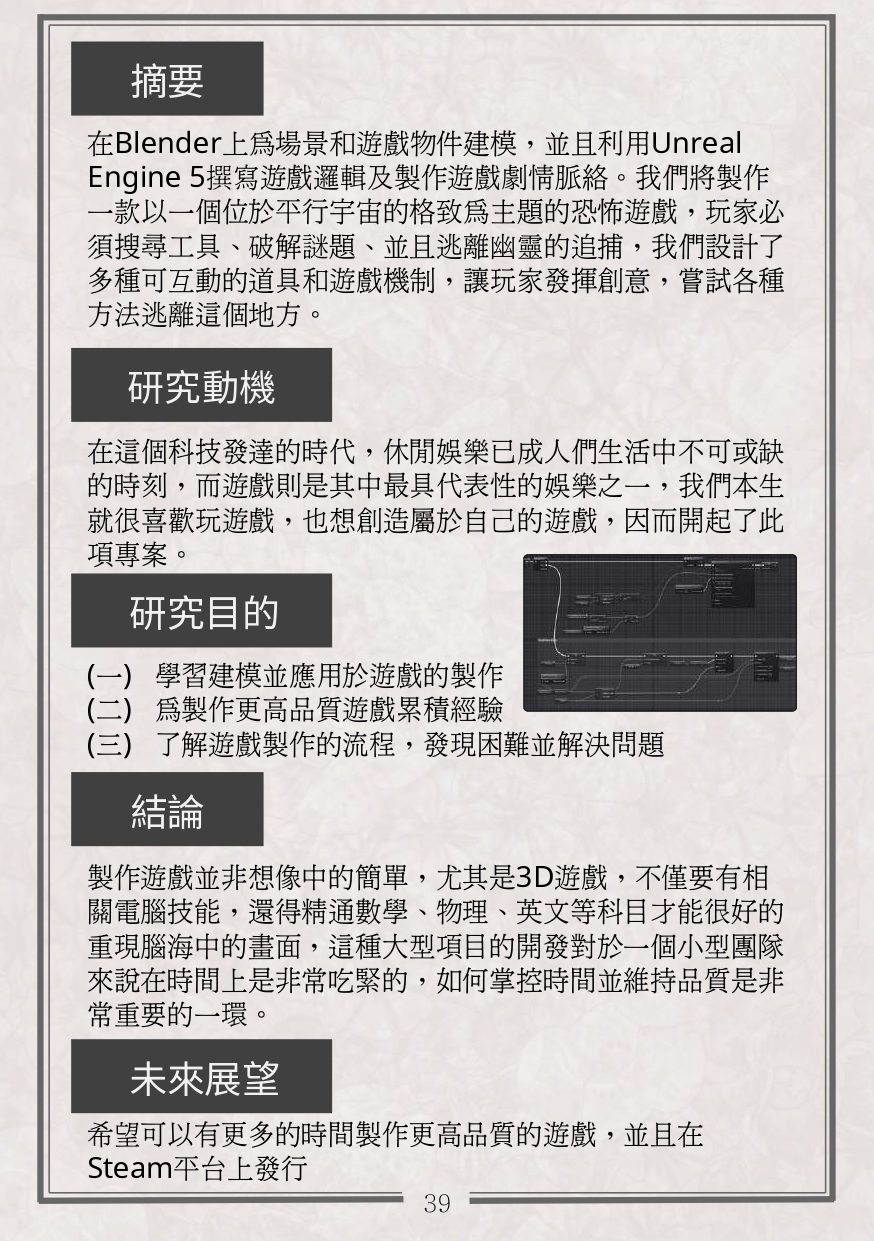 摘要
在Blender上為場景和遊戲物件建模，並且利用Unreal
Engine 5撰寫遊戲邏輯及製作遊戲劇情脈絡。我們將製作
一款以一個位於平行宇宙的格致為主題的恐怖遊戲，玩家必
須搜尋工具、破解謎題、並且逃離幽靈的追捕，我們設計了
多種可互動的道具和遊戲機制，讓玩家發揮創意，嘗試各種
方法逃離這個地方。
研究動機
在這個科技發達的時代，休閒娛樂已成人們生活中不可或缺
的時刻，而遊戲則是其中最具代表性的娛樂之一，我們本生
就很喜歡玩遊戲，也想創造屬於自己的遊戲，因而開起了此
項專案。
研究目的
(一) 學習建模並應用於遊戲的製作
(二) 為製作更高品質遊戲累積經驗
(三) 了解遊戲製作的流程，發現困難並解決問題
結論
製作遊戲並非想像中的簡單，尤其是3D遊戲，不僅要有相
關電腦技能，還得精通數學、物理、英文等科目才能很好的
重現腦海中的畫面，這種大型項目的開發對於一個小型團隊
來說在時間上是非常吃緊的，如何掌控時間並維持品質是非
常重要的一環。
未來展望
希望可以有更多的時間製作更高品質的遊戲，並且在
Steam平台上發行
39